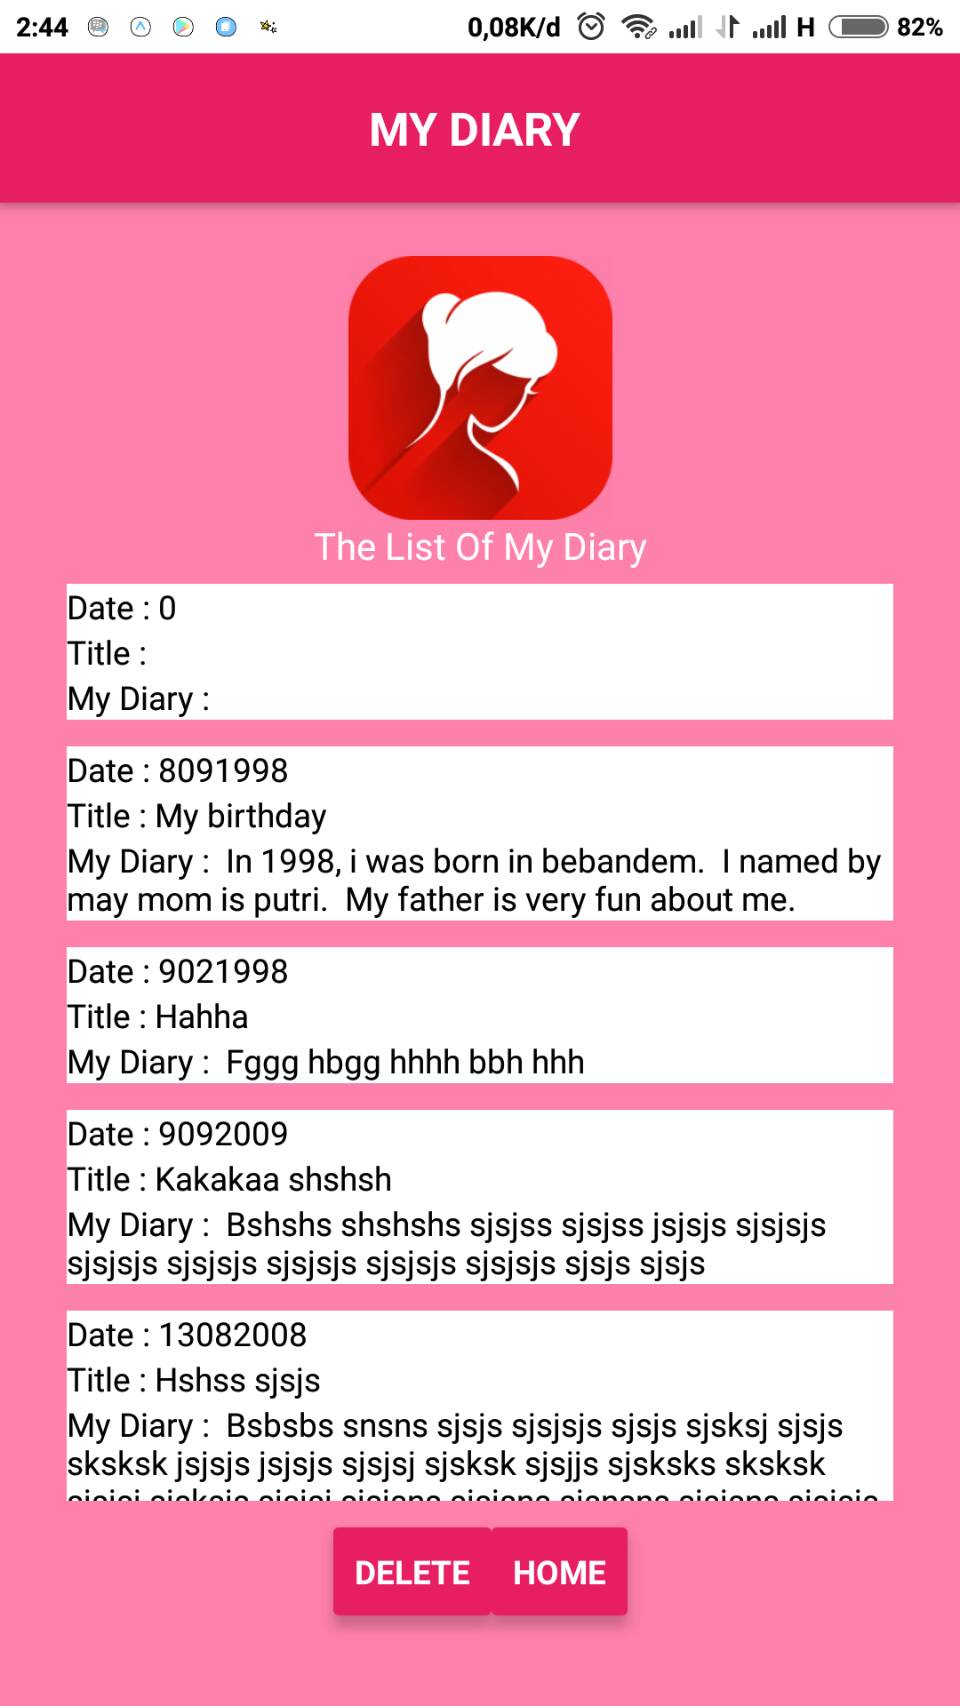 2:44 0,08K/d H 82%
MY DIARY
The List Of My Diary
Date : 0
Title :
My Diary :
Date : 8091998
Title : My birthday
My Diary :  In 1998, i was born in bebandem.  I named by
may mom is putri.  My father is very fun about me.
Date : 9021998
Title : Hahha
My Diary :  Fggg hbgg hhhh bbh hhh
Date : 9092009
Title : Kakakaa shshsh
My Diary :  Bshshs shshshs sjsjss sjsjss jsjsjs sjsjsjs
sjsjsjs sjsjsjs sjsjsjs sjsjsjs sjsjsjs sjsjs sjsjs
Date : 13082008
Title : Hshss sjsjs
My Diary :  Bsbsbs snsns sjsjs sjsjsjs sjsjs sjsksj sjsjs
sksksk jsjsjs jsjsjs sjsjsj sjsksk sjsjjs sjsksks sksksk
DELETE HOME